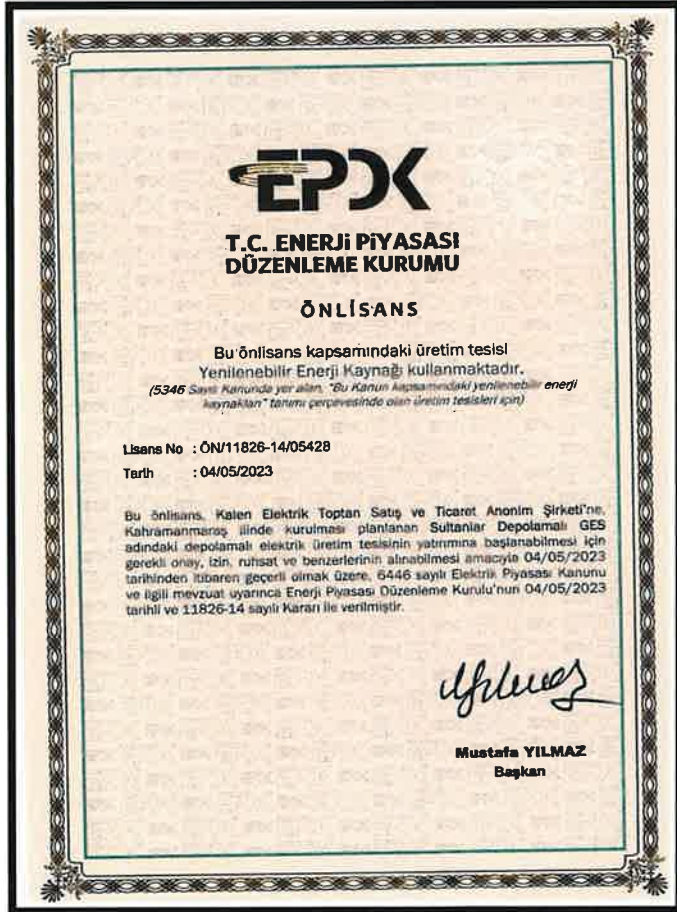 EPDK
T.C. ENERJİ PİYASASI
DÜZENLEME KURUMU
ÖNLİSANS
Bu önlisans kapsamındaki üretim tesisi
Yenilenebilir Enerji Kaynağı kullanmaktadır.
(5346 Sayılı Kanunda yer alan, "Bu Kanun kapsamındaki yenilenebilir enerji
kaynakları" tanımı çerçevesinde olan üretim tesisleri için)
Lisans No : ÖN/11826-14/05428
Tarih : 04/05/2023
Bu önlisans, Kalen Elektrik Toptan Satış ve Ticaret Anonim Şirketi'ne,
Kahramanmaraş ilinde kurulması planlanan Sultanlar Depolamalı GES
adındaki depolamalı elektrik üretim tesisinin yatırımına başlanabilmesi için
gerekli onay, izin, ruhsat ve benzerlerinin alınabilmesi amacıyla 04/05/2023
tarihinden itibaren geçerli olmak üzere, 6446 sayılı Elektrik Piyasası Kanunu
ve ilgili mevzuat uyarınca Enerji Piyasası Düzenleme Kurulu'nun 04/05/2023
tarihli ve 11826-14 sayılı Kararı ile verilmiştir.
Mustafa YILMAZ
Başkan